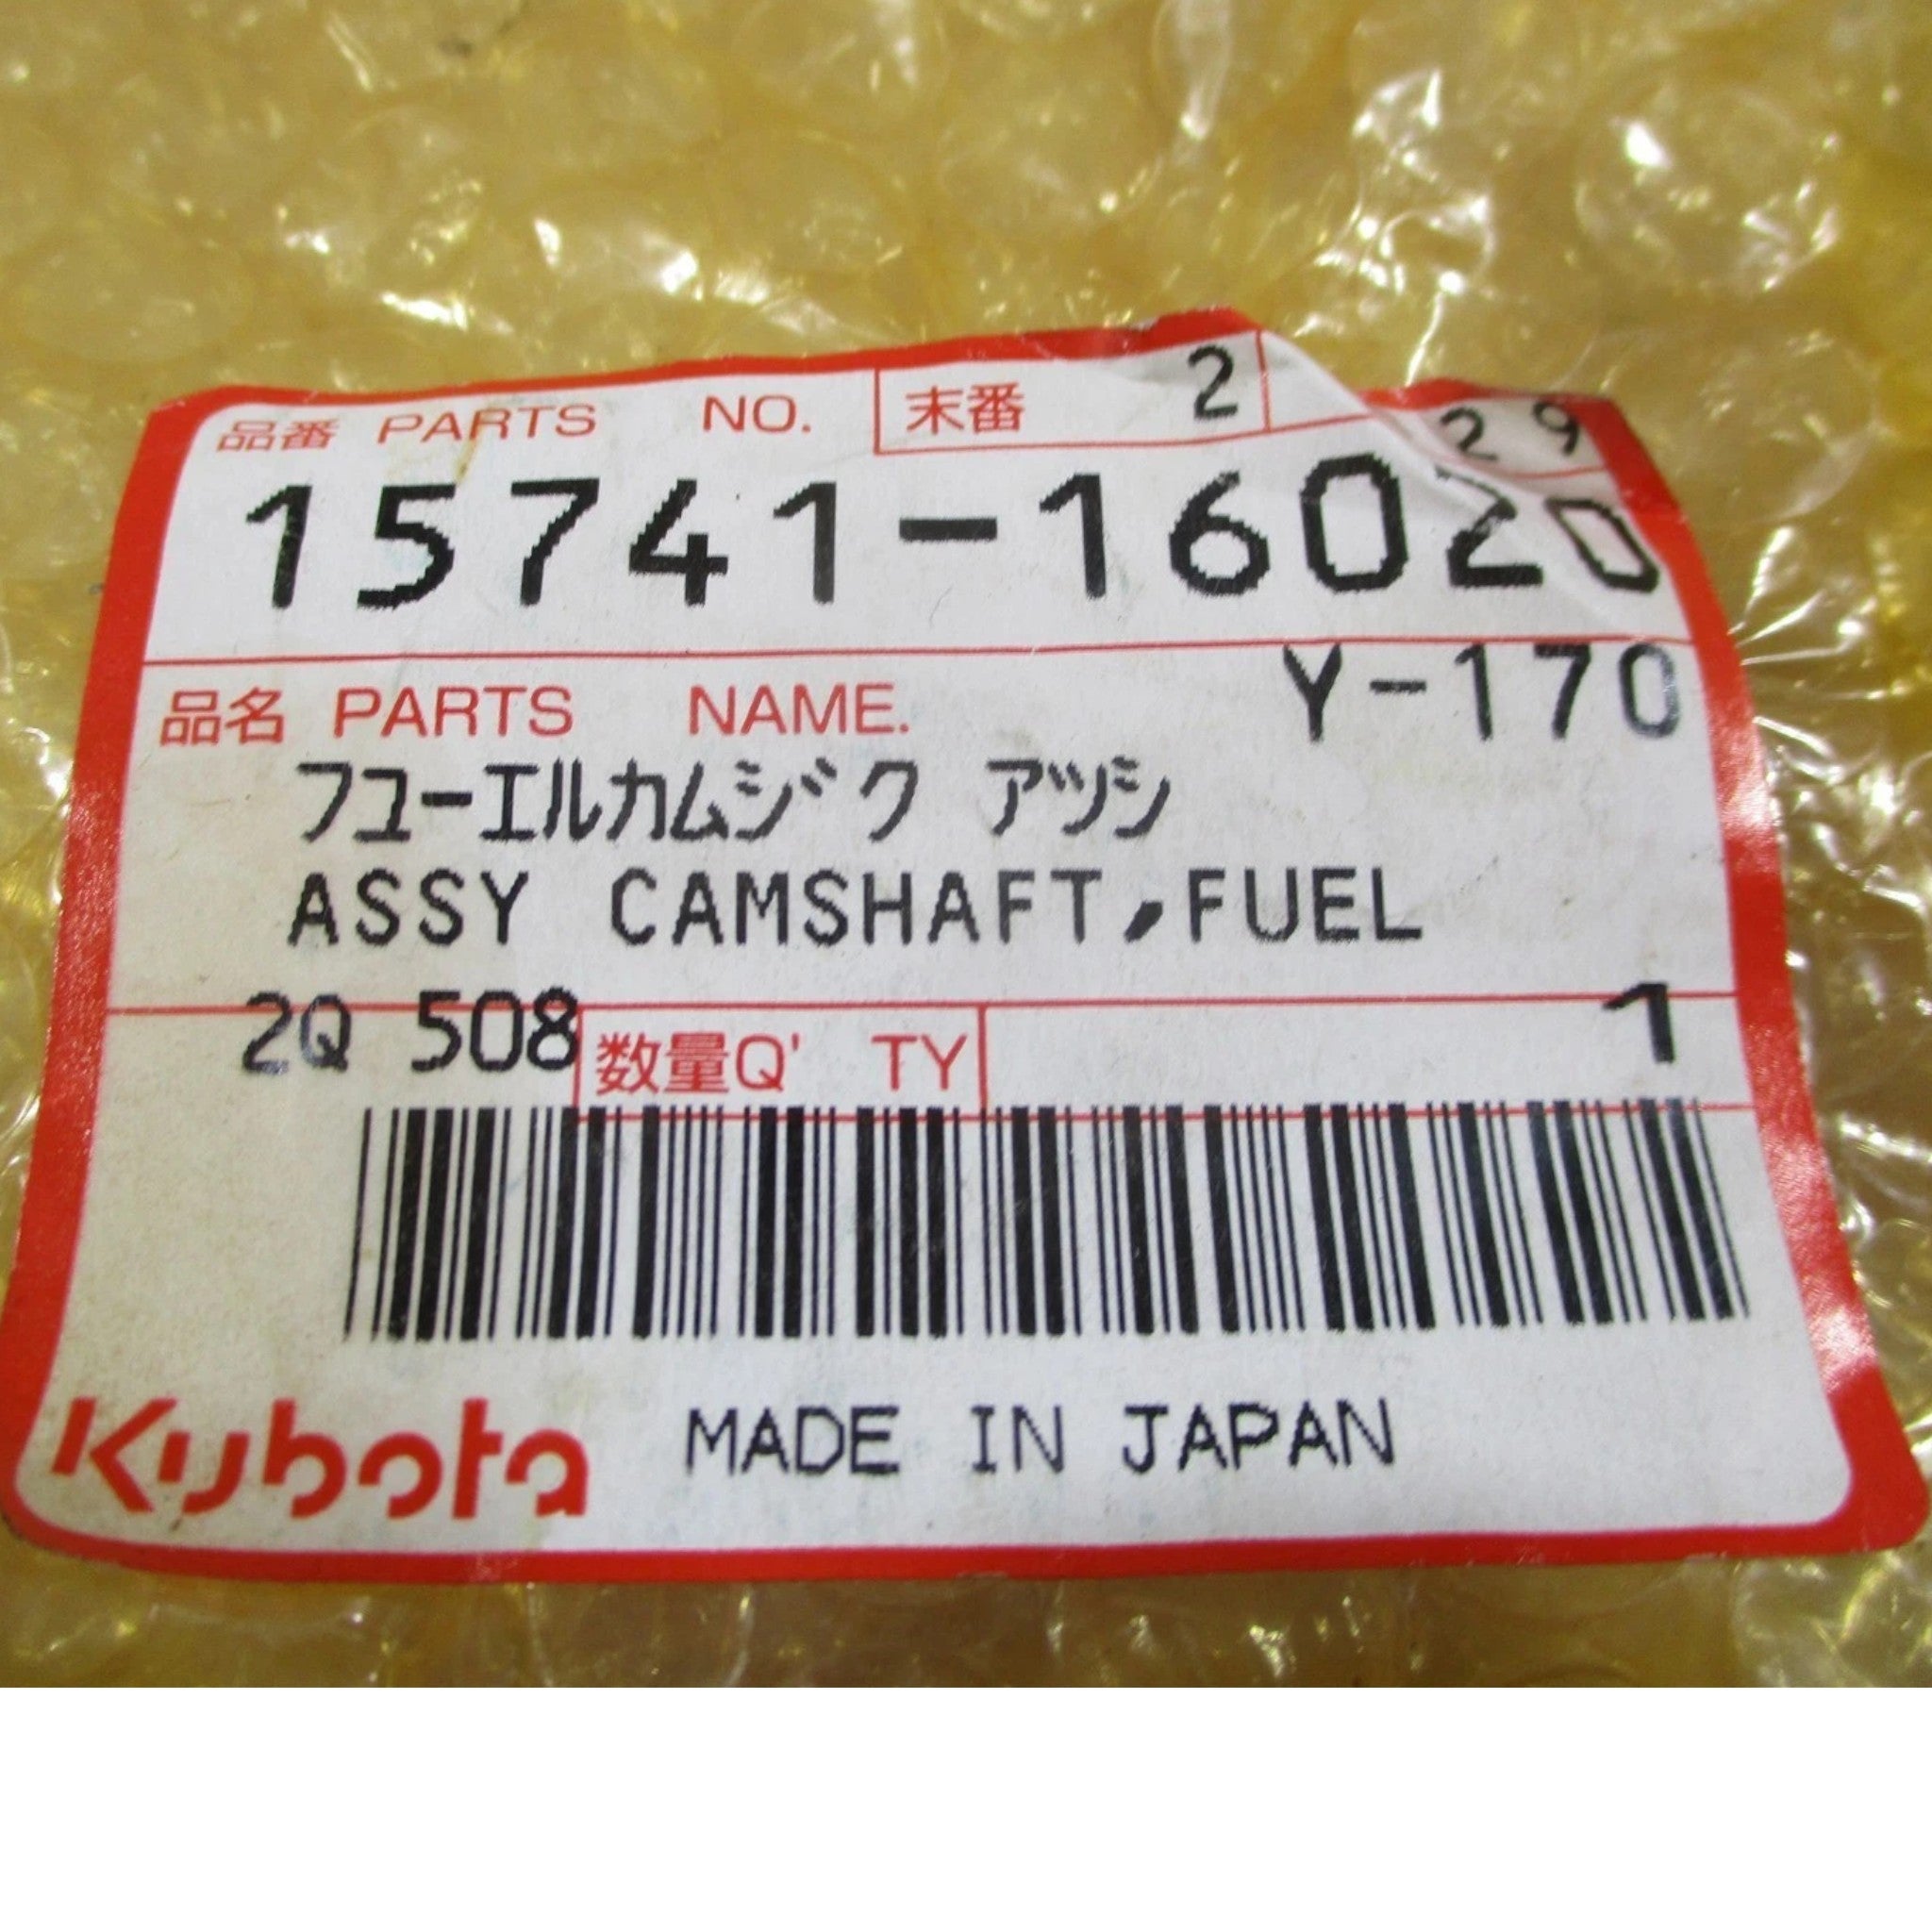 品番 PARTS NO. 末番 2 29
15741-16020
品名 PARTS NAME. Y-170
フユーエルカムジク アツシ
ASSY CAMSHAFT,FUEL
2Q 508 数量Q'TY 1
Kubota MADE IN JAPAN